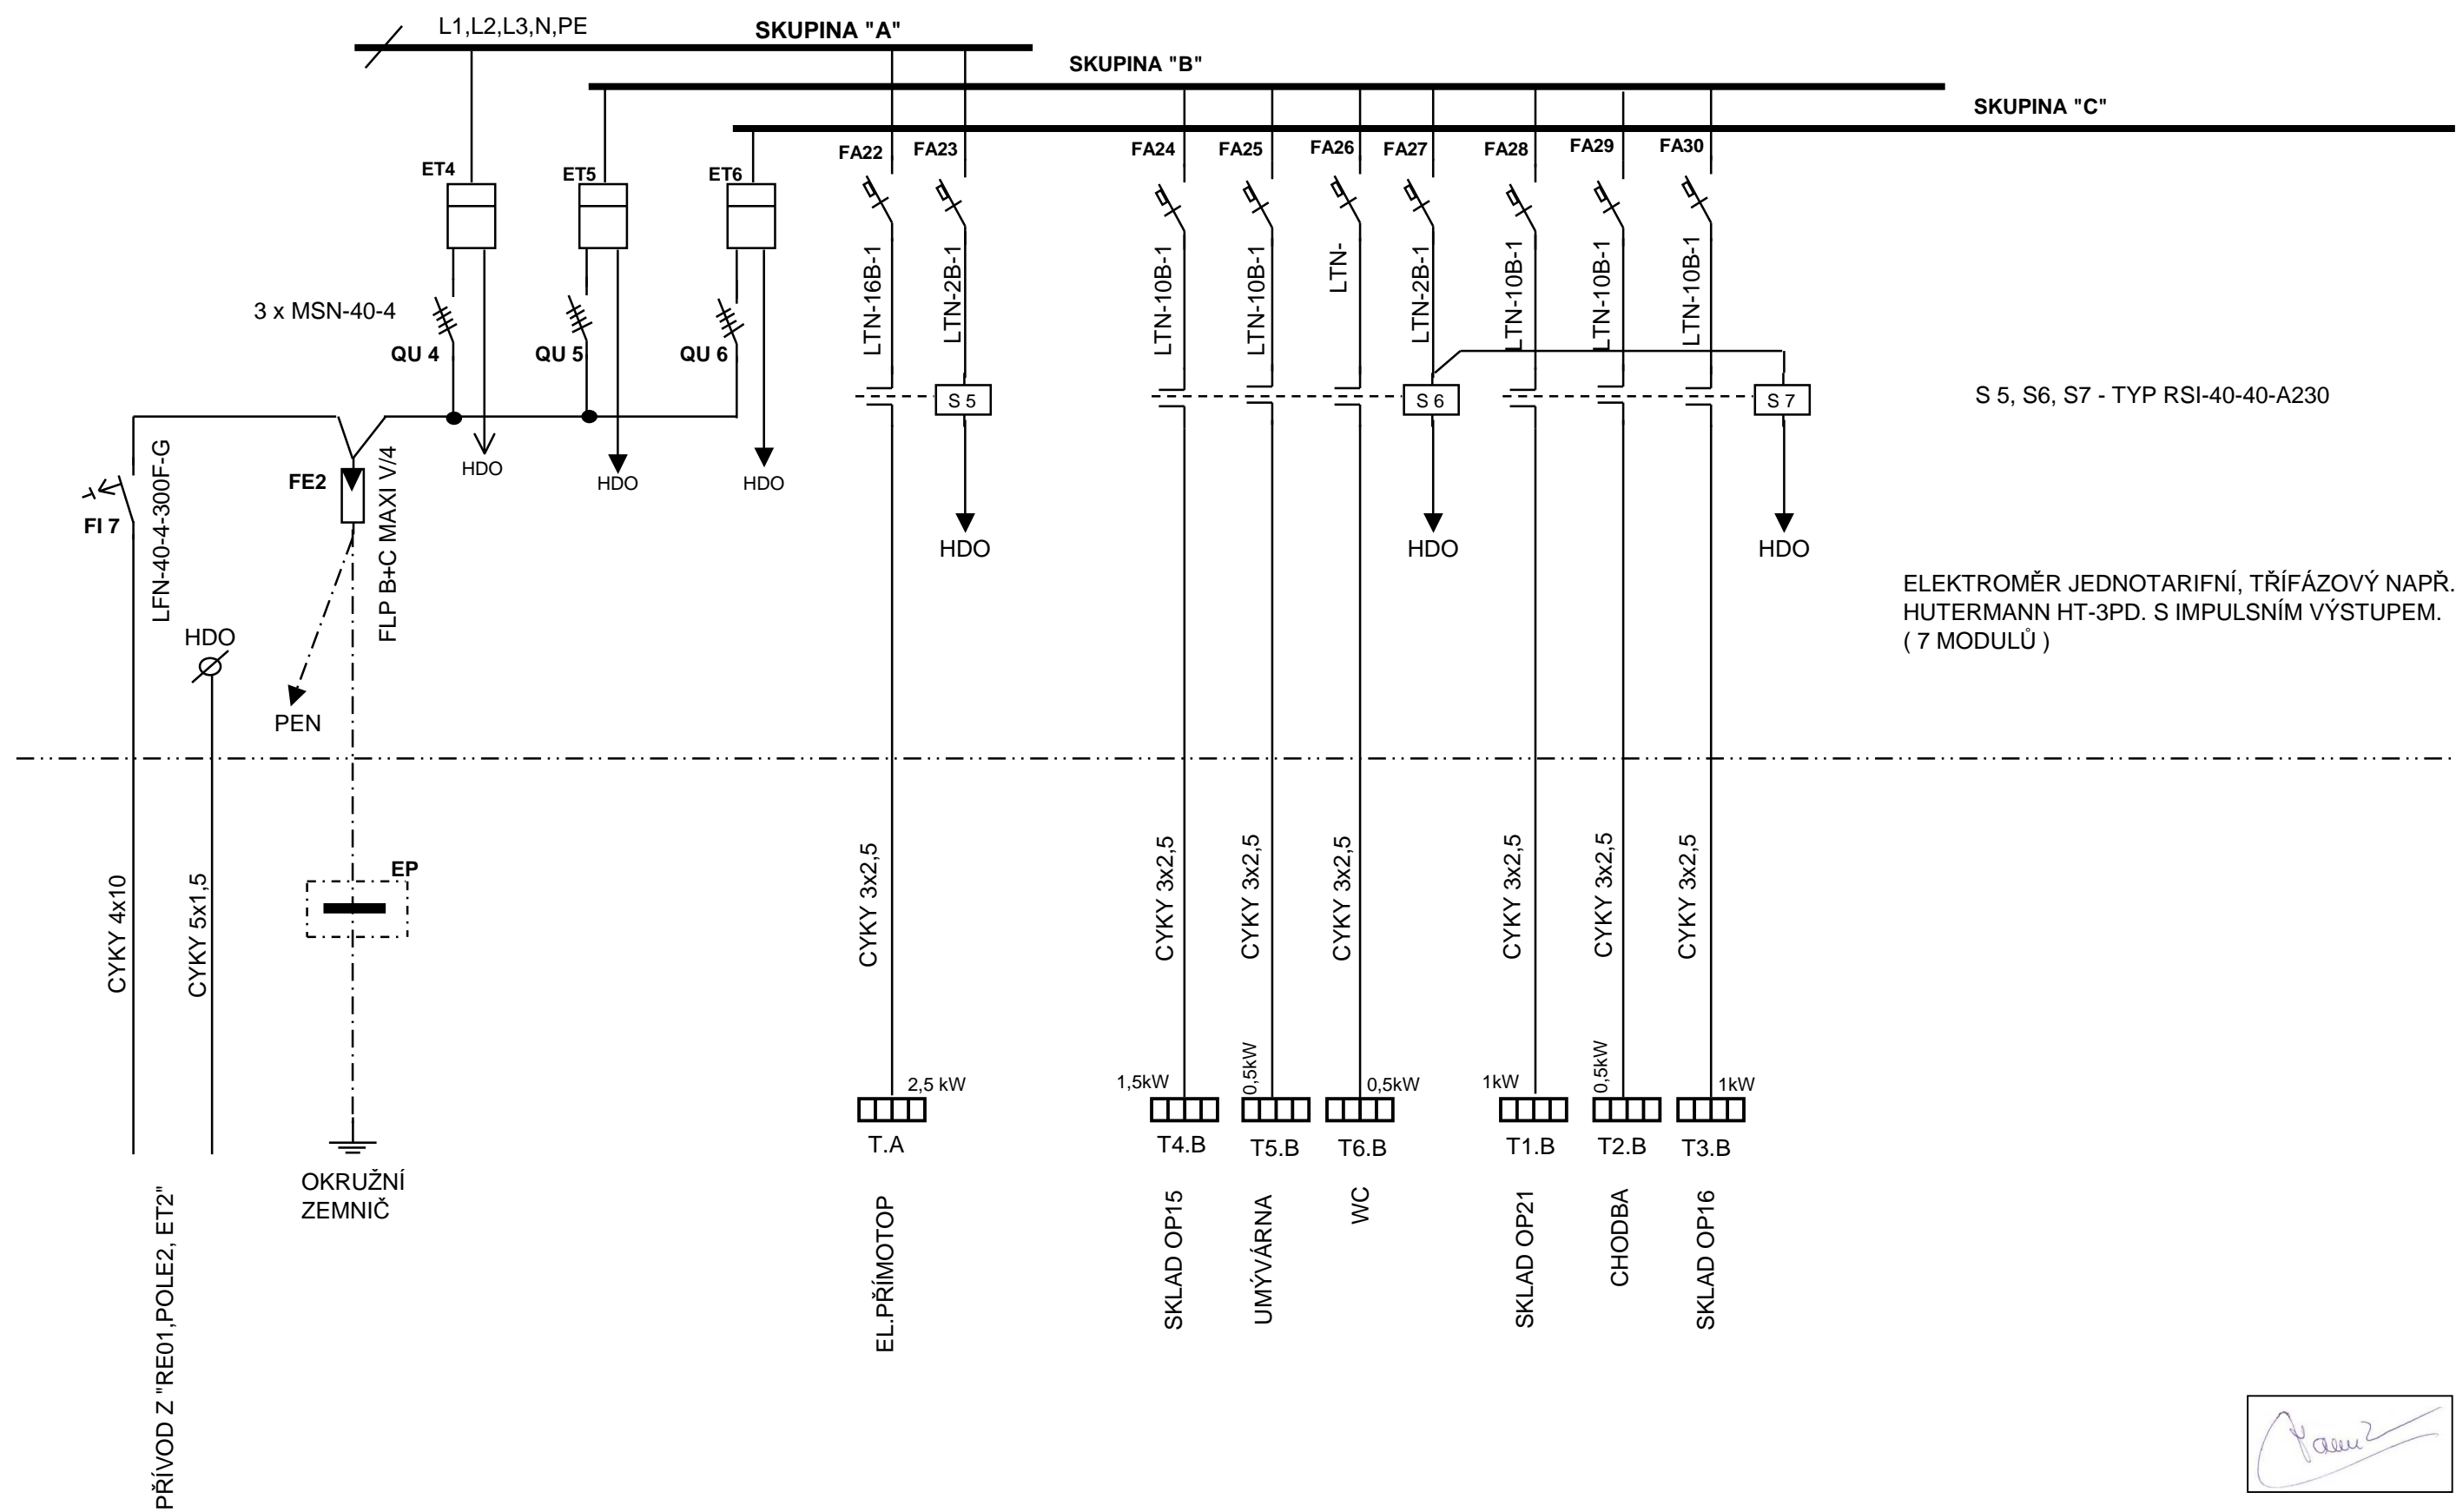 L1,L2,L3,N,PE
SKUPINA "A"
SKUPINA "B"
SKUPINA "C"
ET4
ET5
ET6
FA22
FA23
FA24
FA25
FA26
FA27
FA28
FA29
FA30
3 x MSN-40-4
QU 4
QU 5
QU 6
LTN-16B-1
LTN-2B-1
LTN-10B-1
LTN-10B-1
LTN-
LTN-2B-1
LTN-10B-1
LTN-10B-1
LTN-10B-1
S 5
S 6
S 7
S 5, S6, S7 - TYP RSI-40-40-A230
FI 7
LFN-40-4-300F-G
FE2
FLP B+C MAXI V/4
HDO
HDO
HDO
HDO
HDO
HDO
HDO
PEN
ELEKTROMĚR JEDNOTARIFNÍ, TŘÍFÁZOVÝ NAPŘ.
HUTERMANN HT-3PD. S IMPULSNÍM VÝSTUPEM.
( 7 MODULŮ )
CYKY 4x10
CYKY 5x1,5
EP
CYKY 3x2,5
CYKY 3x2,5
CYKY 3x2,5
CYKY 3x2,5
CYKY 3x2,5
CYKY 3x2,5
CYKY 3x2,5
2,5 kW
1,5kW
0,5kW
0,5kW
1kW
0,5kW
1kW
T.A
T4.B
T5.B
T6.B
T1.B
T2.B
T3.B
PŘÍVOD Z "RE01,POLE2, ET2"
OKRUŽNÍ
ZEMNIČ
EL.PŘÍMOTOP
SKLAD OP15
UMÝVÁRNA
WC
SKLAD OP21
CHODBA
SKLAD OP16